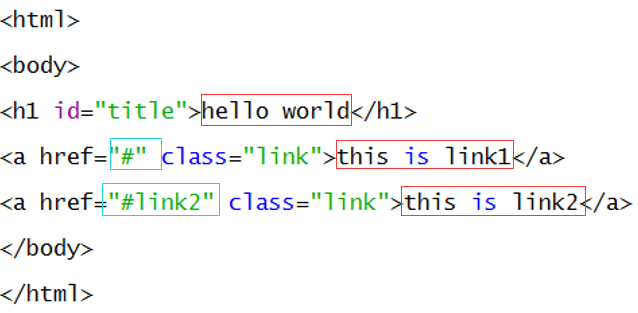 <html>
<body>
<h1 id="title">hello world</h1>
<a href="#" class="link">this is link1</a>
<a href="#link2" class="link">this is link2</a>
</body>
</html>